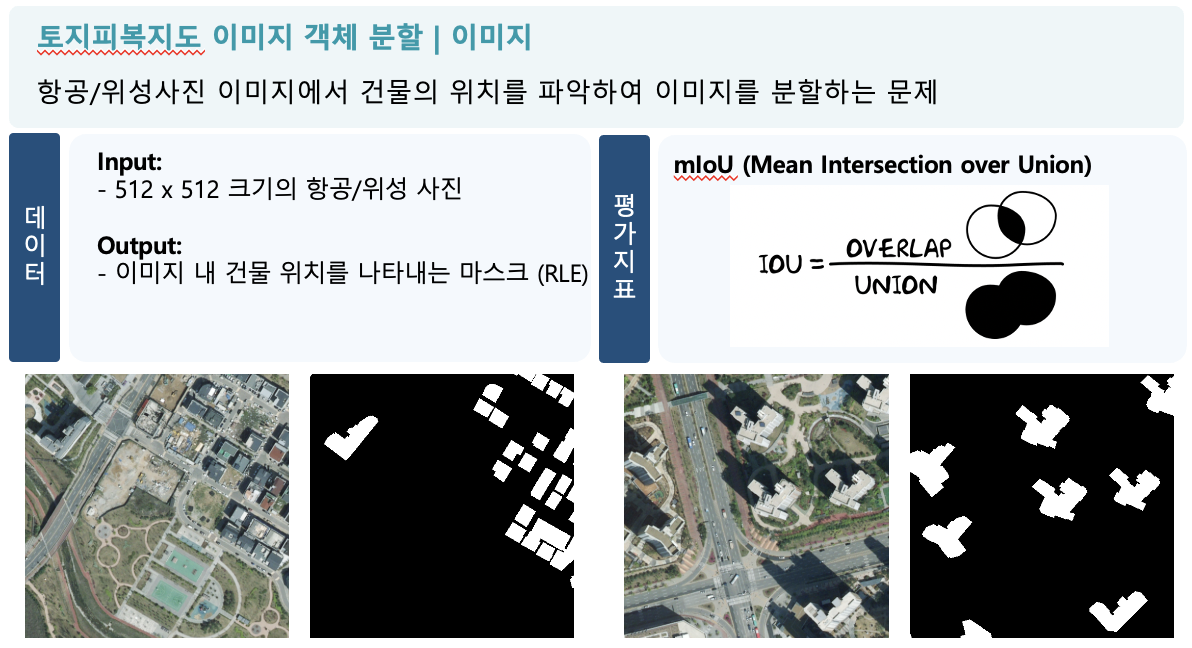 토지피복지도 이미지 객체 분할 | 이미지
항공/위성사진 이미지에서 건물의 위치를 파악하여 이미지를 분할하는 문제
데이터
Input:
- 512 x 512 크기의 항공/위성 사진
Output:
- 이미지 내 건물 위치를 나타내는 마스크 (RLE)
평가지표
mIoU (Mean Intersection over Union)
IOU = OVERLAP
UNION